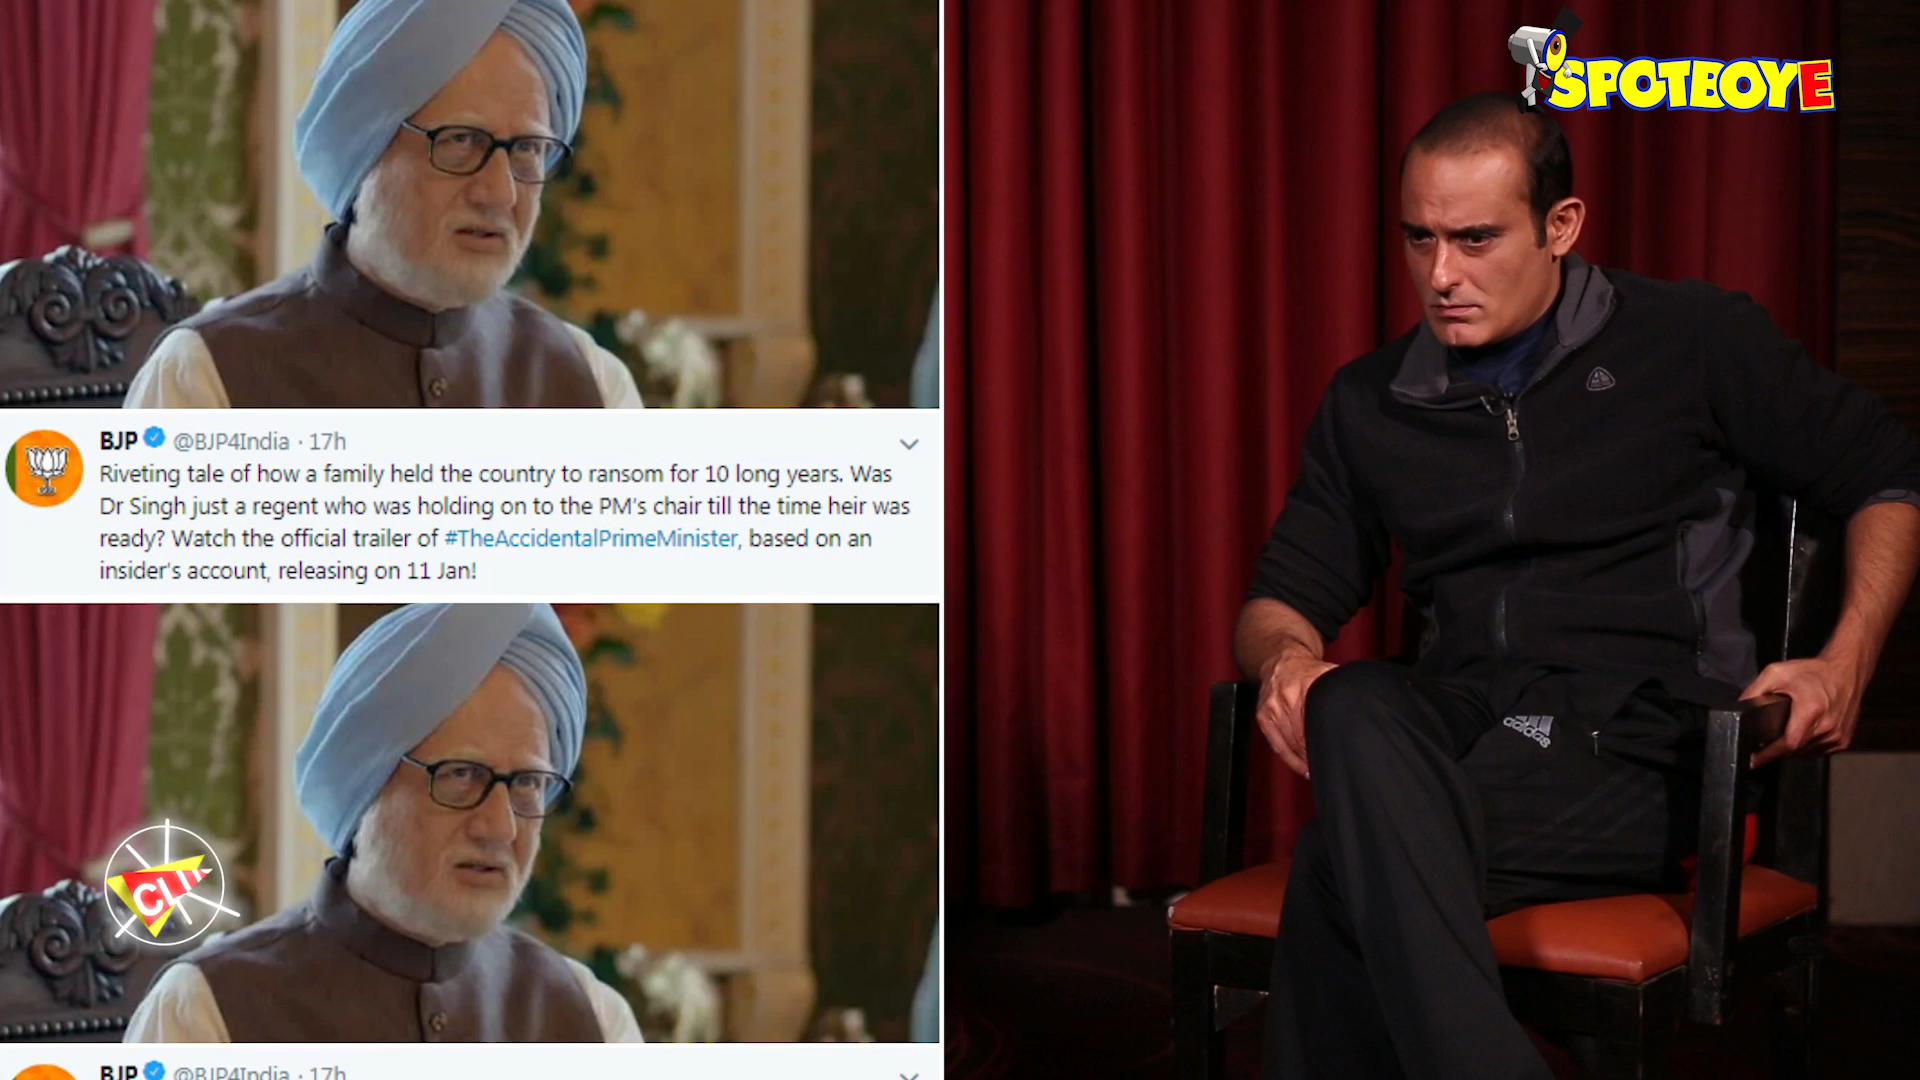 SPOTBOYE
BJP @BJP4India · 17h
Riveting tale of how a family held the country to ransom for 10 long years. Was
Dr Singh just a regent who was holding on to the PM's chair till the time heir was
ready? Watch the official trailer of #TheAccidentalPrimeMinister, based on an
insider's account, releasing on 11 Jan!
adidas
BJP @BJP4India · 17h